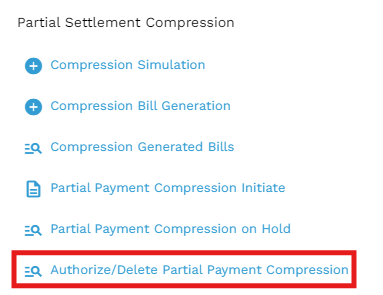 Partial Settlement Compression
Compression Simulation
Compression Bill Generation
Compression Generated Bills
Partial Payment Compression Initiate
Partial Payment Compression on Hold
Authorize/Delete Partial Payment Compression